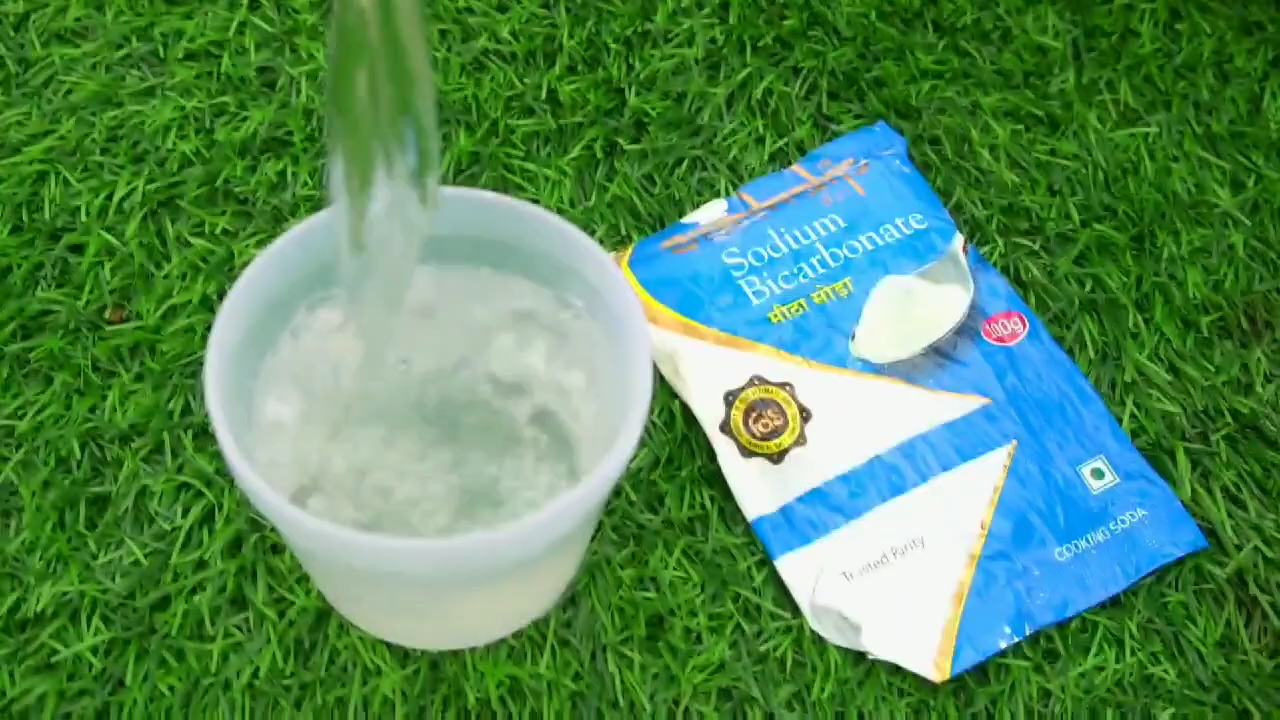 Sodium
Bicarbonate
मीठा सोड़ा
100g
Trusted Purity
COOKING SODA